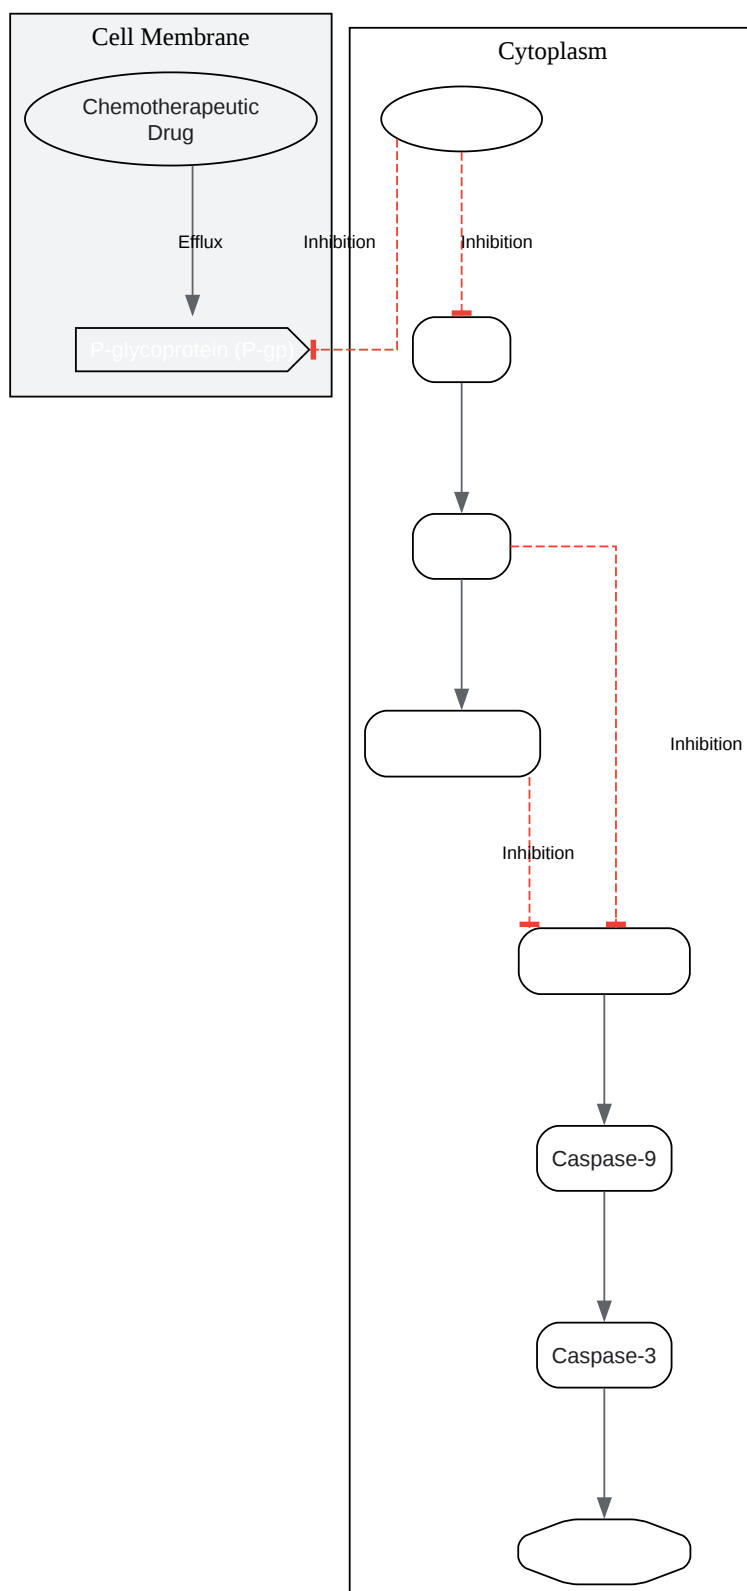 Cell Membrane
Cytoplasm
Chemotherapeutic
Drug
Efflux
Inhibition
Inhibition
P-glycoprotein (P-gp)
Inhibition
Inhibition
Caspase-9
Caspase-3